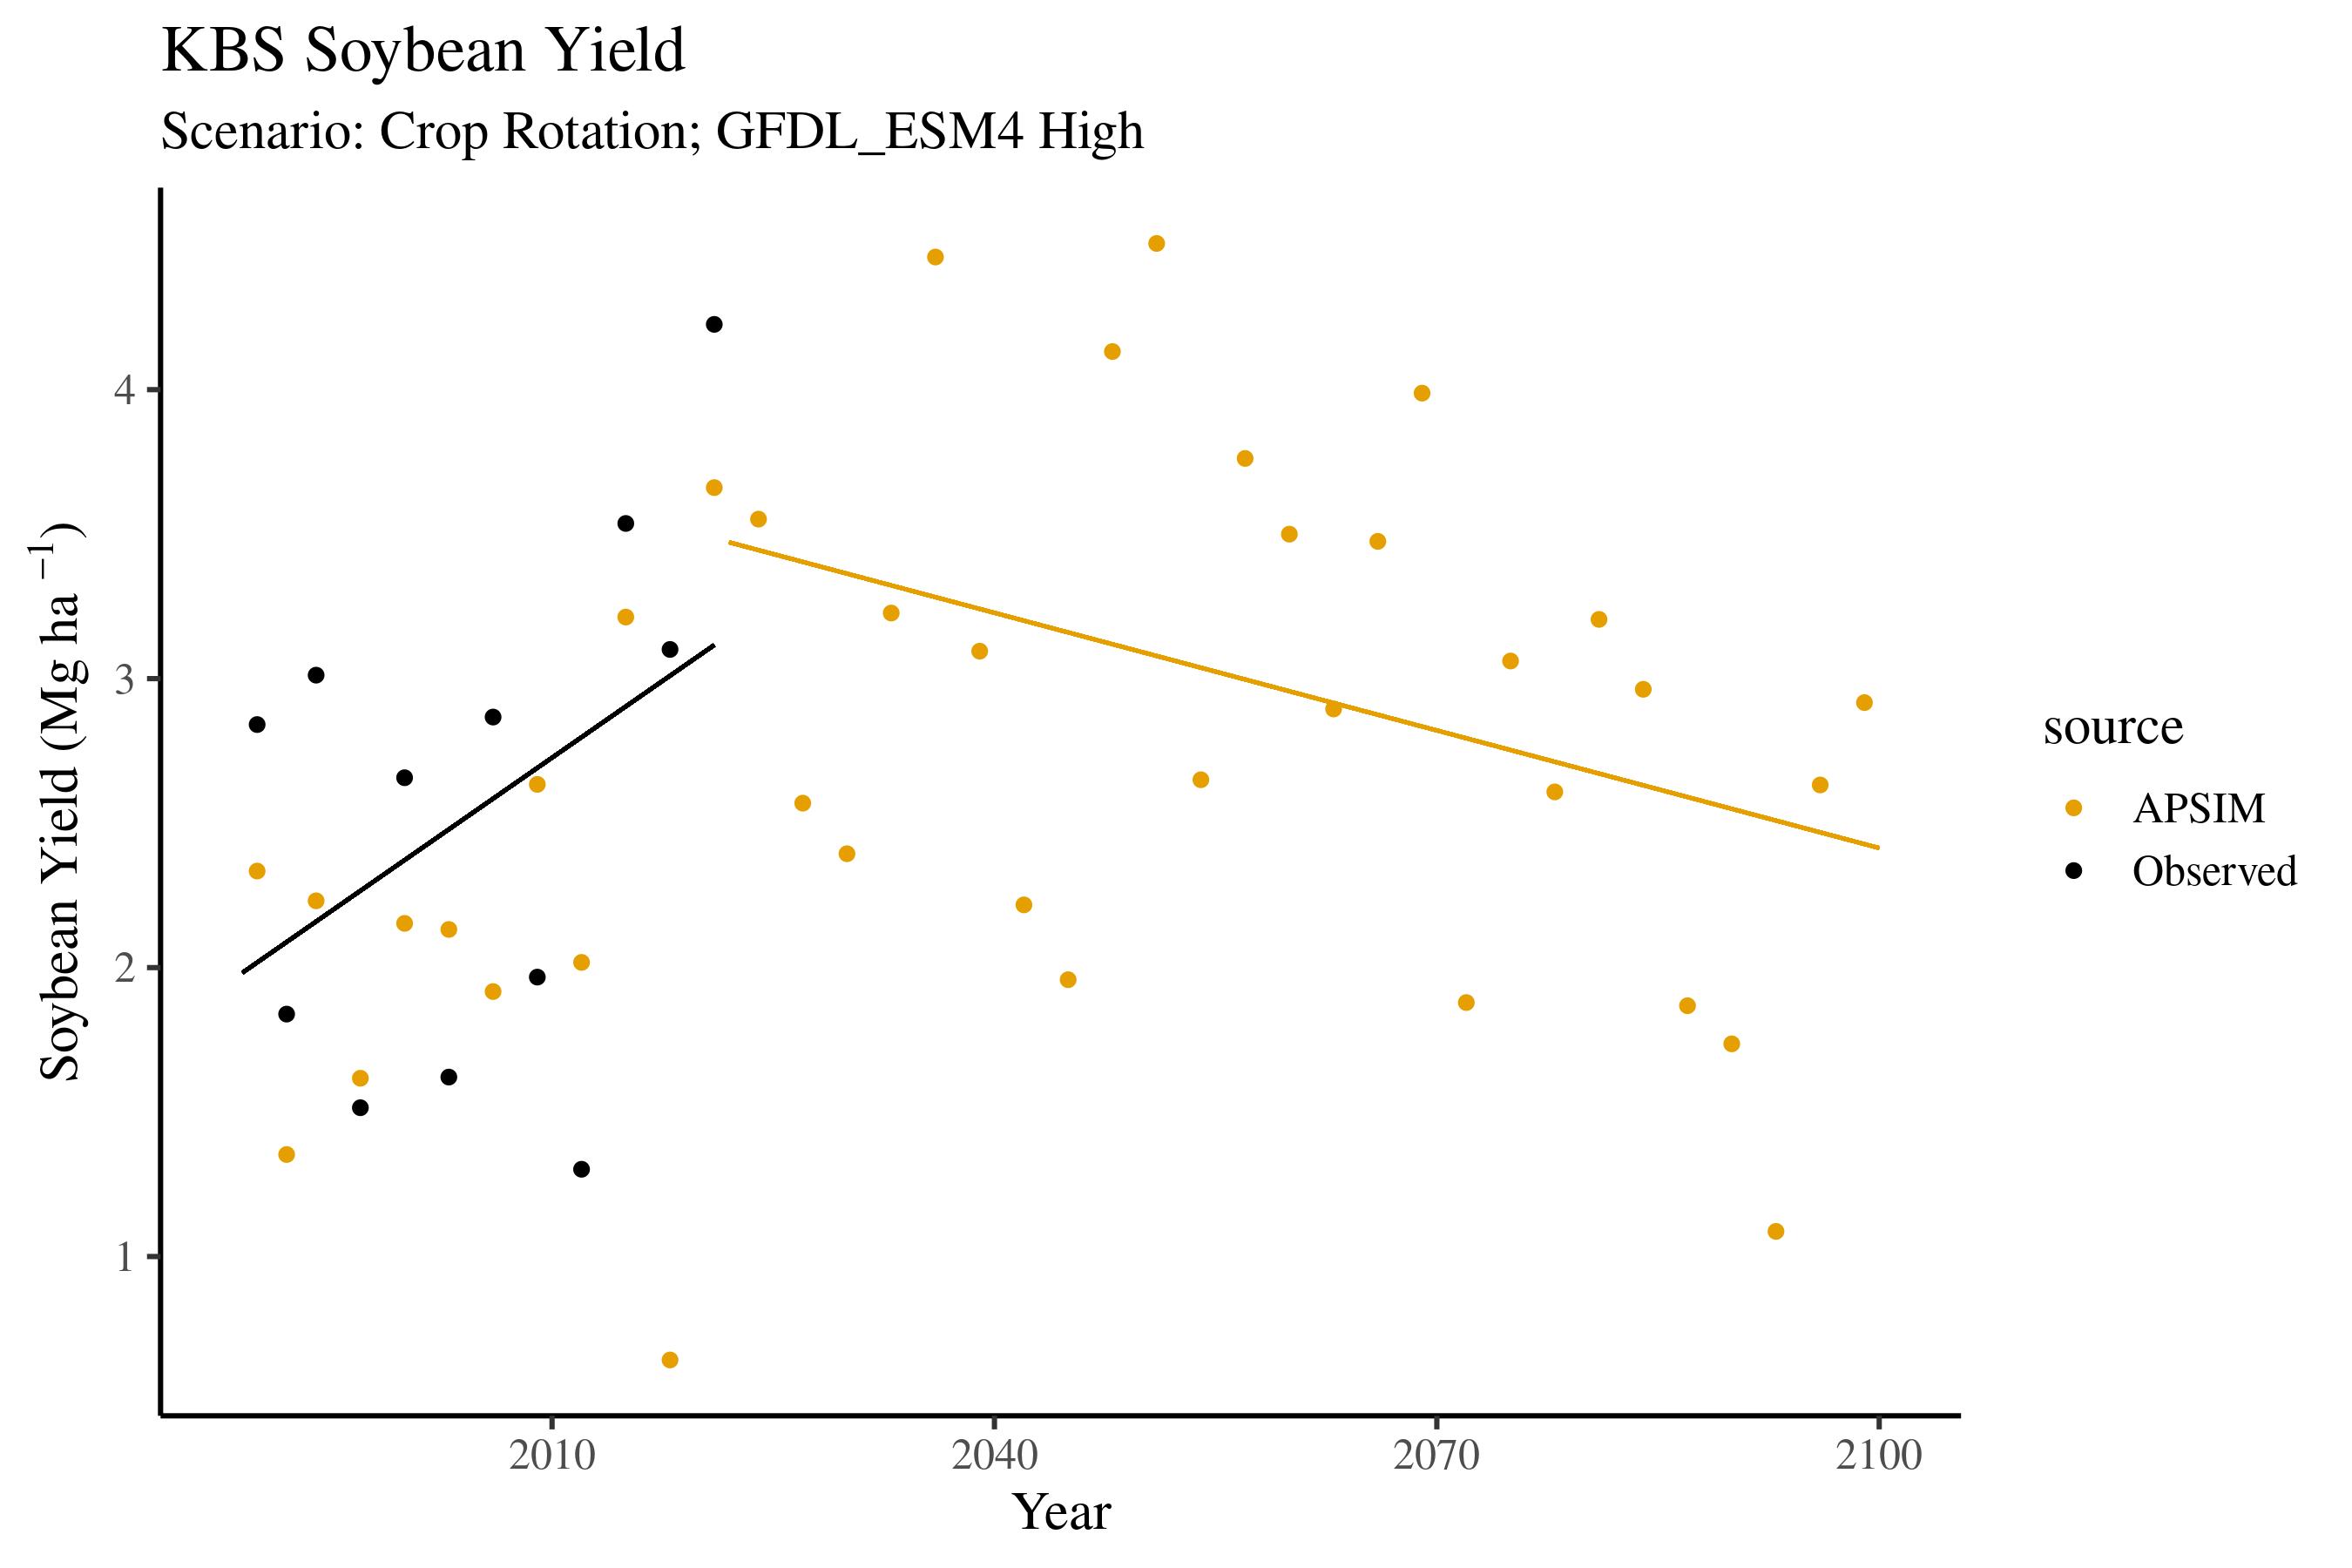 KBS Soybean Yield
Scenario: Crop Rotation; GFDL_ESM4 High
Soybean Yield (Mg ha −1)
4
3
2
1
2010
2040
2070
2100
Year
source
APSIM
Observed